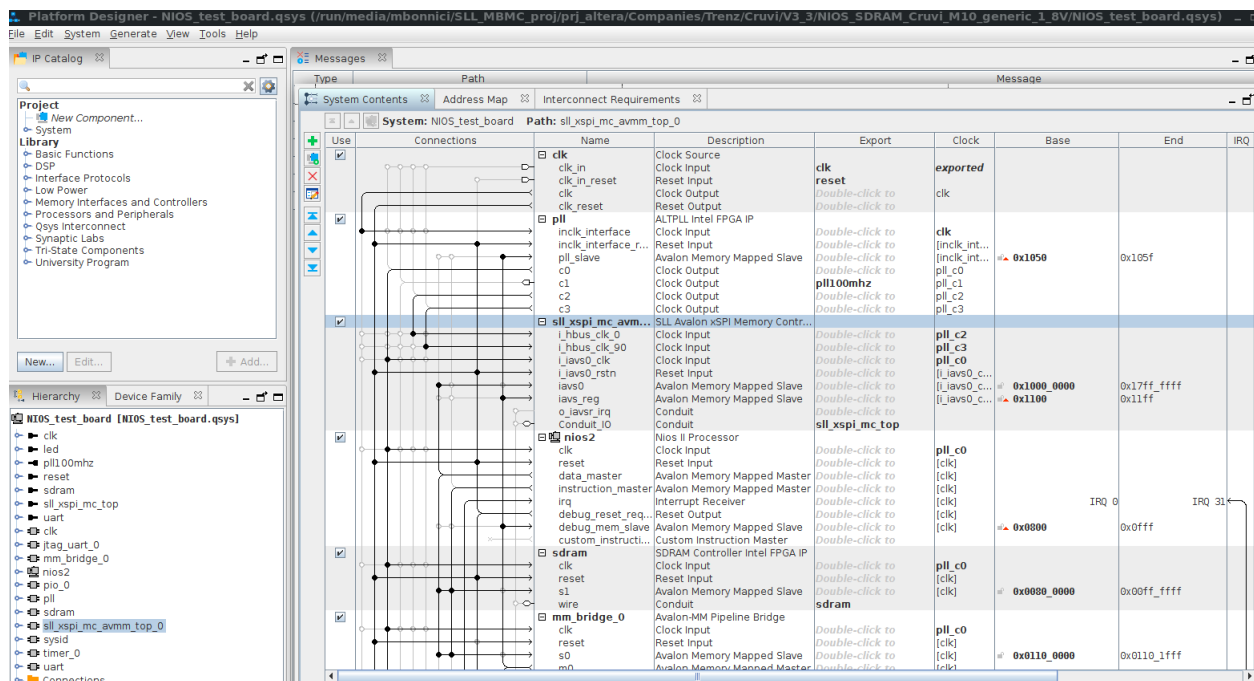 Platform Designer - NIOS_test_board.qsys (/run/media/mbonnici/SLL_MBMC_proj/prj_altera/Companies/Trenz/Cruvi/V3_3/NIOS_SDRAM_Cruvi_M10_generic_1_8V/NIOS_test_board.qsys)
File Edit System Generate View Tools Help
IP Catalog
Project
New Component...
System
Library
Basic Functions
DSP
Interface Protocols
Low Power
Memory Interfaces and Controllers
Processors and Peripherals
Qsys Interconnect
Synaptic Labs
Tri-State Components
University Program
New... Edit... Add...
Hierarchy Device Family
NIOS_test_board [NIOS_test_board.qsys]
clk
led
pll100mhz
reset
sdram
sll_xspi_mc_top
uart
clk
jtag_uart_0
mm_bridge_0
nios2
pio_0
pll
sdram
sll_xspi_mc_avmm_top_0
sysid
timer_0
uart
Connections
Messages
Type Path Message
System Contents Address Map Interconnect Requirements
System: NIOS_test_board Path: sll_xspi_mc_avmm_top_0
Use Connections Name Description Export Clock Base End IRQ
clk Clock Source
clk_in Clock Input clk exported
clk_in_reset Reset Input reset
clk Clock Output Double-click to clk
clk_reset Reset Output Double-click to
pll ALTPLL Intel FPGA IP
inclk_interface Clock Input Double-click to clk
inclk_interface_r... Reset Input Double-click to [inclk_int...
pll_slave Avalon Memory Mapped Slave Double-click to [inclk_int... 0x1050 0x105f
c0 Clock Output Double-click to pll_c0
c1 Clock Output pll100mhz pll_c1
c2 Clock Output Double-click to pll_c2
c3 Clock Output Double-click to pll_c3
sll_xspi_mc_avm... SLL Avalon xSPI Memory Contr...
i_hbus_clk_0 Clock Input Double-click to pll_c2
i_hbus_clk_90 Clock Input Double-click to pll_c3
i_iavs0_clk Clock Input Double-click to pll_c0
i_iavs0_rstn Reset Input Double-click to [i_iavs0_c...
iavs0 Avalon Memory Mapped Slave Double-click to [i_iavs0_c... 0x1000_0000 0x17ff_ffff
iavs_reg Avalon Memory Mapped Slave Double-click to [i_iavs0_c... 0x1100 0x11ff
o_iavsr_irq Conduit Double-click to
Conduit_IO Conduit sll_xspi_mc_top
nios2 Nios II Processor
clk Clock Input Double-click to pll_c0
reset Reset Input Double-click to [clk]
data_master Avalon Memory Mapped Master Double-click to [clk]
instruction_master Avalon Memory Mapped Master Double-click to [clk]
irq Interrupt Receiver Double-click to [clk] IRQ 0 IRQ 31
debug_reset_req... Reset Output Double-click to [clk]
debug_mem_slave Avalon Memory Mapped Slave Double-click to [clk] 0x0800 0x0fff
custom_instructi... Custom Instruction Master Double-click to
sdram SDRAM Controller Intel FPGA IP
clk Clock Input Double-click to pll_c0
reset Reset Input Double-click to [clk]
s1 Avalon Memory Mapped Slave Double-click to [clk] 0x0080_0000 0x00ff_ffff
wire Conduit sdram
mm_bridge_0 Avalon-MM Pipeline Bridge
clk Clock Input Double-click to pll_c0
reset Reset Input Double-click to [clk]
s0 Avalon Memory Mapped Slave Double-click to [clk] 0x0110_0000 0x0110_1fff
m0 Avalon Memory Mapped Master Double-click to [clk]